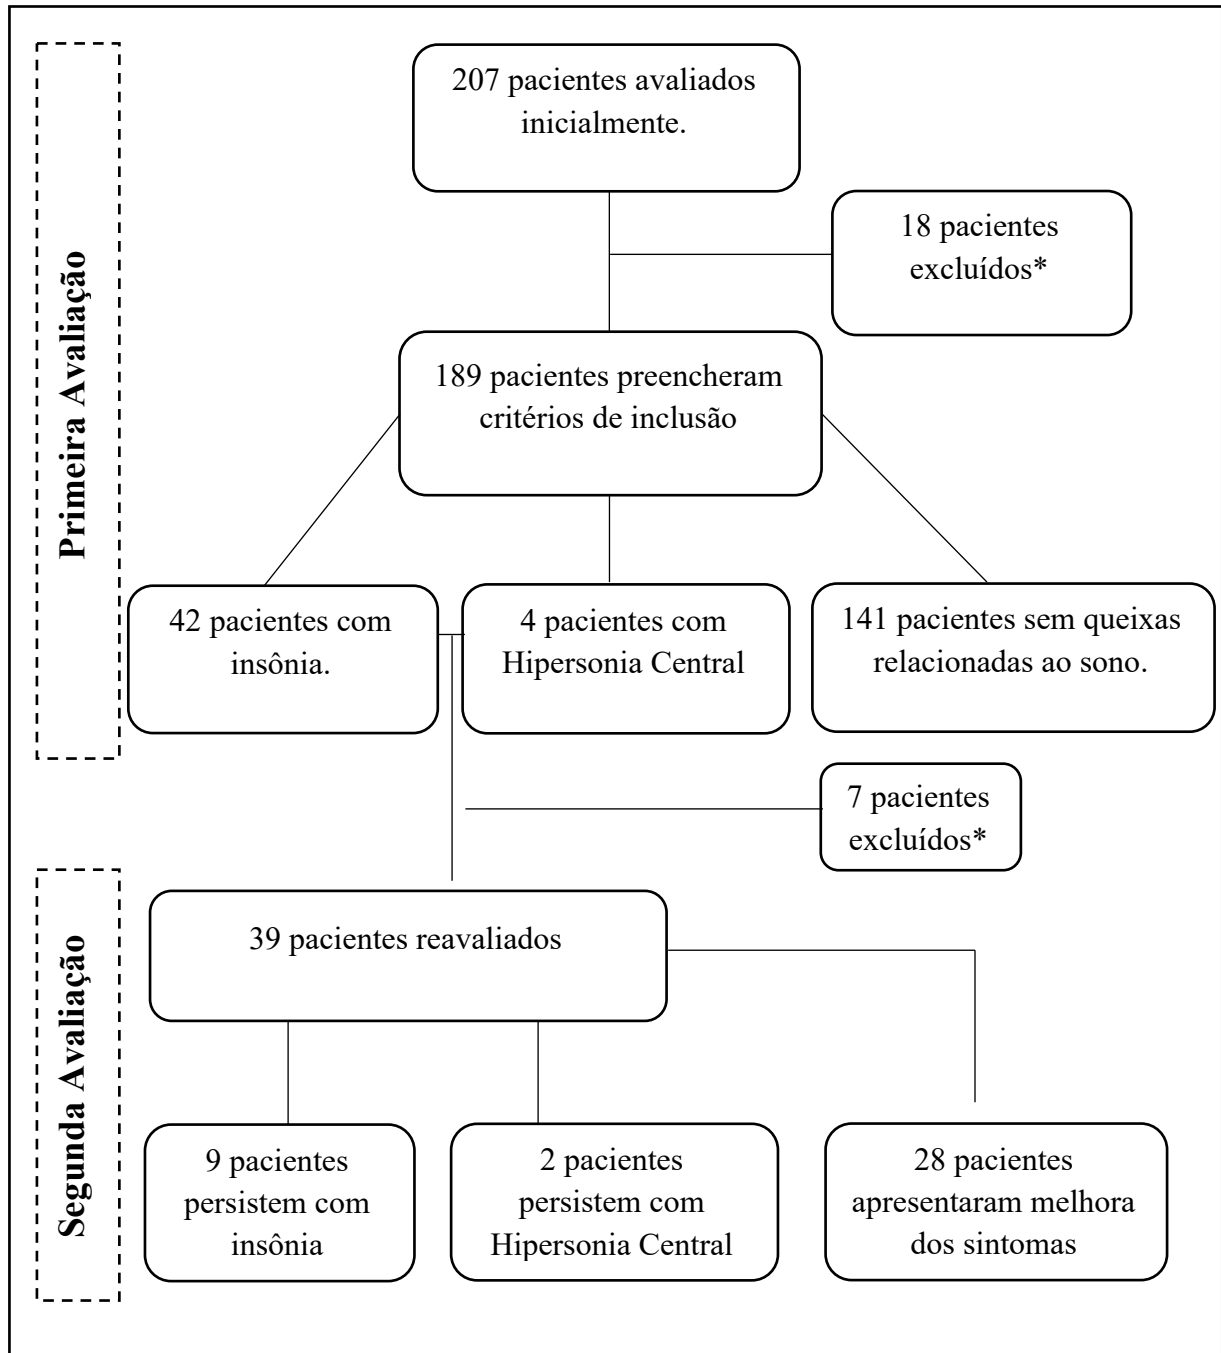 Primeira Avaliação
207 pacientes avaliados
inicialmente.
18 pacientes
excluídos*
189 pacientes preencheram
critérios de inclusão
42 pacientes com
insônia.
4 pacientes com
Hipersonia Central
141 pacientes sem queixas
relacionadas ao sono.
7 pacientes
excluídos*
Segunda Avaliação
39 pacientes reavaliados
9 pacientes
persistem com
insônia
2 pacientes
persistem com
Hipersonia Central
28 pacientes
apresentaram melhora
dos sintomas